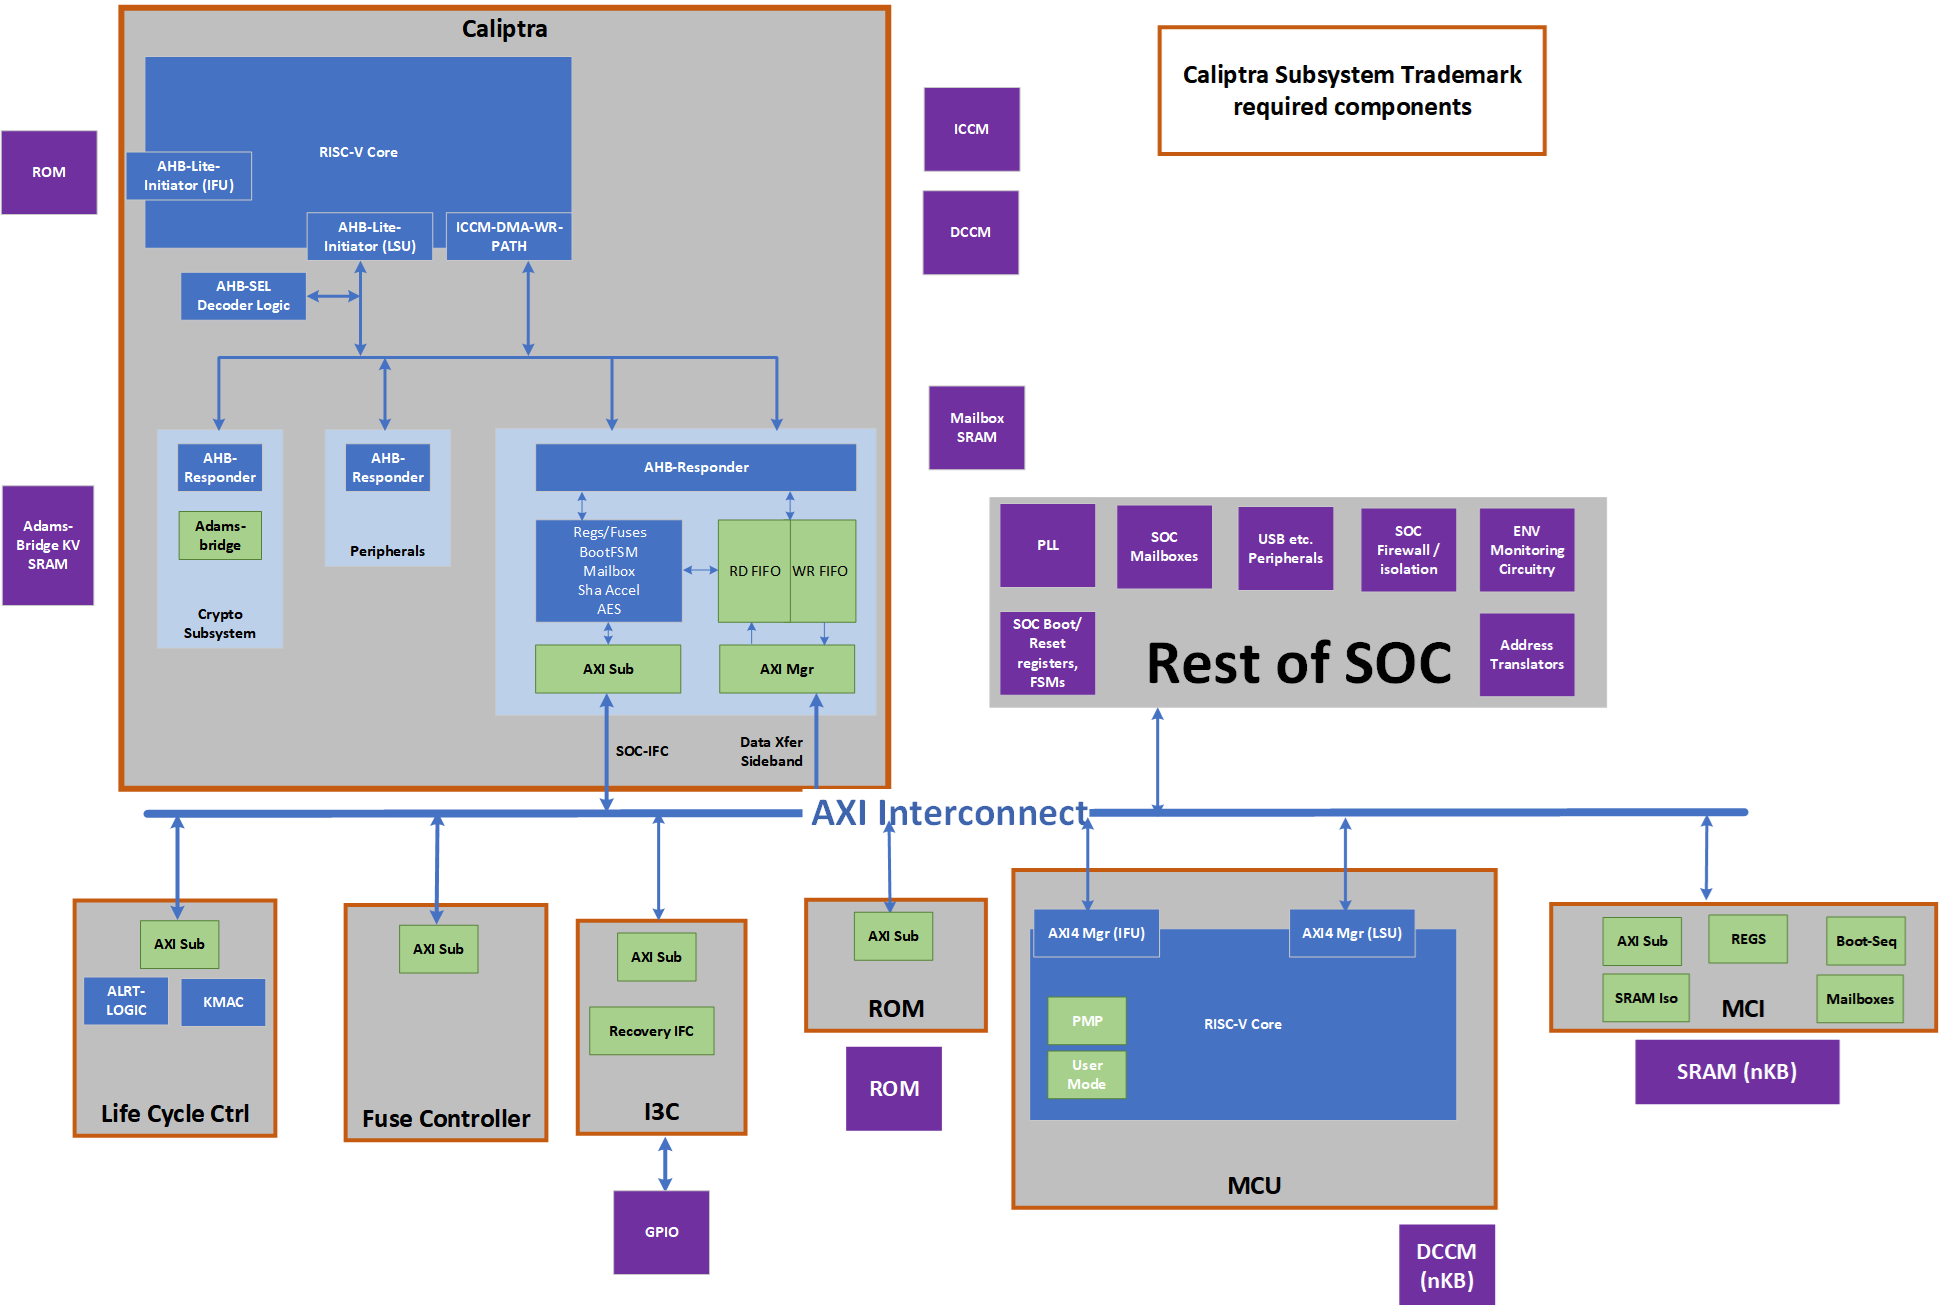 Caliptra
Caliptra Subsystem Trademark
required components
ROM
RISC-V Core
AHB-Lite-
Initiator (IFU)
AHB-Lite-
Initiator (LSU)
ICCM-DMA-WR-
PATH
AHB-SEL
Decoder Logic
ICCM
DCCM
Mailbox
SRAM
Adams-
Bridge KV
SRAM
AHB-
Responder
Adams-
bridge
Crypto
Subsystem
AHB-
Responder
Peripherals
AHB-Responder
Regs/Fuses
BootFSM
Mailbox
Sha Accel
AES
RD FIFO
WR FIFO
AXI Sub
AXI Mgr
SOC-IFC
Data Xfer
Sideband
PLL
SOC
Mailboxes
USB etc.
Peripherals
SOC
Firewall /
isolation
ENV
Monitoring
Circuitry
SOC Boot/
Reset
registers,
FSMs
Rest of SOC
Address
Translators
AXI Interconnect
AXI Sub
ALRT-
LOGIC
KMAC
Life Cycle Ctrl
AXI Sub
Fuse Controller
AXI Sub
Recovery IFC
I3C
GPIO
AXI Sub
ROM
ROM
AXI4 Mgr (IFU)
AXI4 Mgr (LSU)
PMP
RISC-V Core
User
Mode
MCU
DCCM
(nKB)
AXI Sub
REGS
Boot-Seq
SRAM Iso
MCI
Mailboxes
SRAM (nKB)